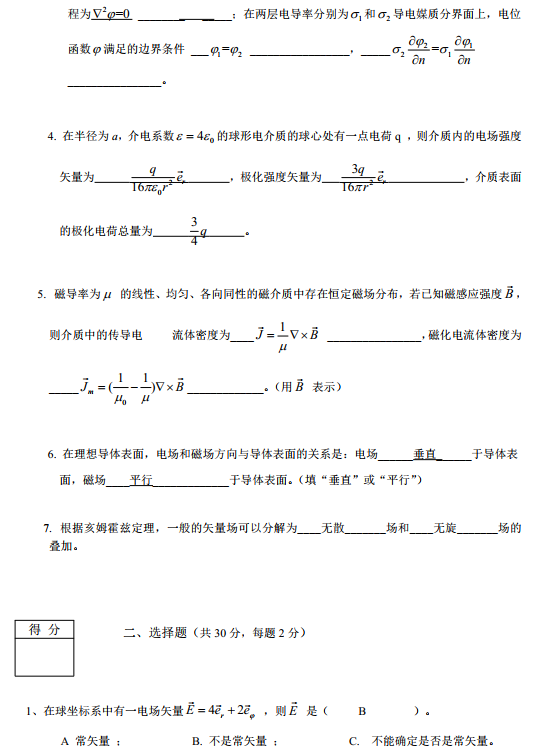 程为∇²φ=0 ；在两层电导率分别为σ₁和σ₂导电媒质分界面上，电位
函数φ满足的边界条件 φ₁=φ₂ ，σ₂ ∂φ₂/∂n=σ₁ ∂φ₁/∂n
。
4. 在半径为 a，介电系数 ε = 4ε₀ 的球形电介质的球心处有一点电荷 q ，则介质内的电场强度
矢量为 q/(16πε₀r²) e⃗ᵣ ，极化强度矢量为 3q/(16πr²) e⃗ᵣ ，介质表面
的极化电荷总量为 3/4 q 。
5. 磁导率为 μ 的线性、均匀、各向同性的磁介质中存在恒定磁场分布，若已知磁感应强度 B⃗ ，
则介质中的传导电 流体密度为 J⃗ = 1/μ ∇×B⃗ ，磁化电流体密度为
J⃗ₘ = (1/μ₀ − 1/μ)∇×B⃗ 。（用 B⃗ 表示）
6. 在理想导体表面，电场和磁场方向与导体表面的关系是：电场 垂直 于导体表
面，磁场 平行 于导体表面。（填“垂直”或“平行”）
7. 根据亥姆霍兹定理，一般的矢量场可以分解为 无散 场和 无旋 场的
叠加。
得 分
二、选择题（共 30 分，每题 2 分）
1、在球坐标系中有一电场矢量 E⃗ = 4e⃗ᵣ + 2e⃗φ ，则 E⃗ 是（ B ）。
A 常矢量 ； B. 不是常矢量 ； C. 不能确定是否是常矢量。